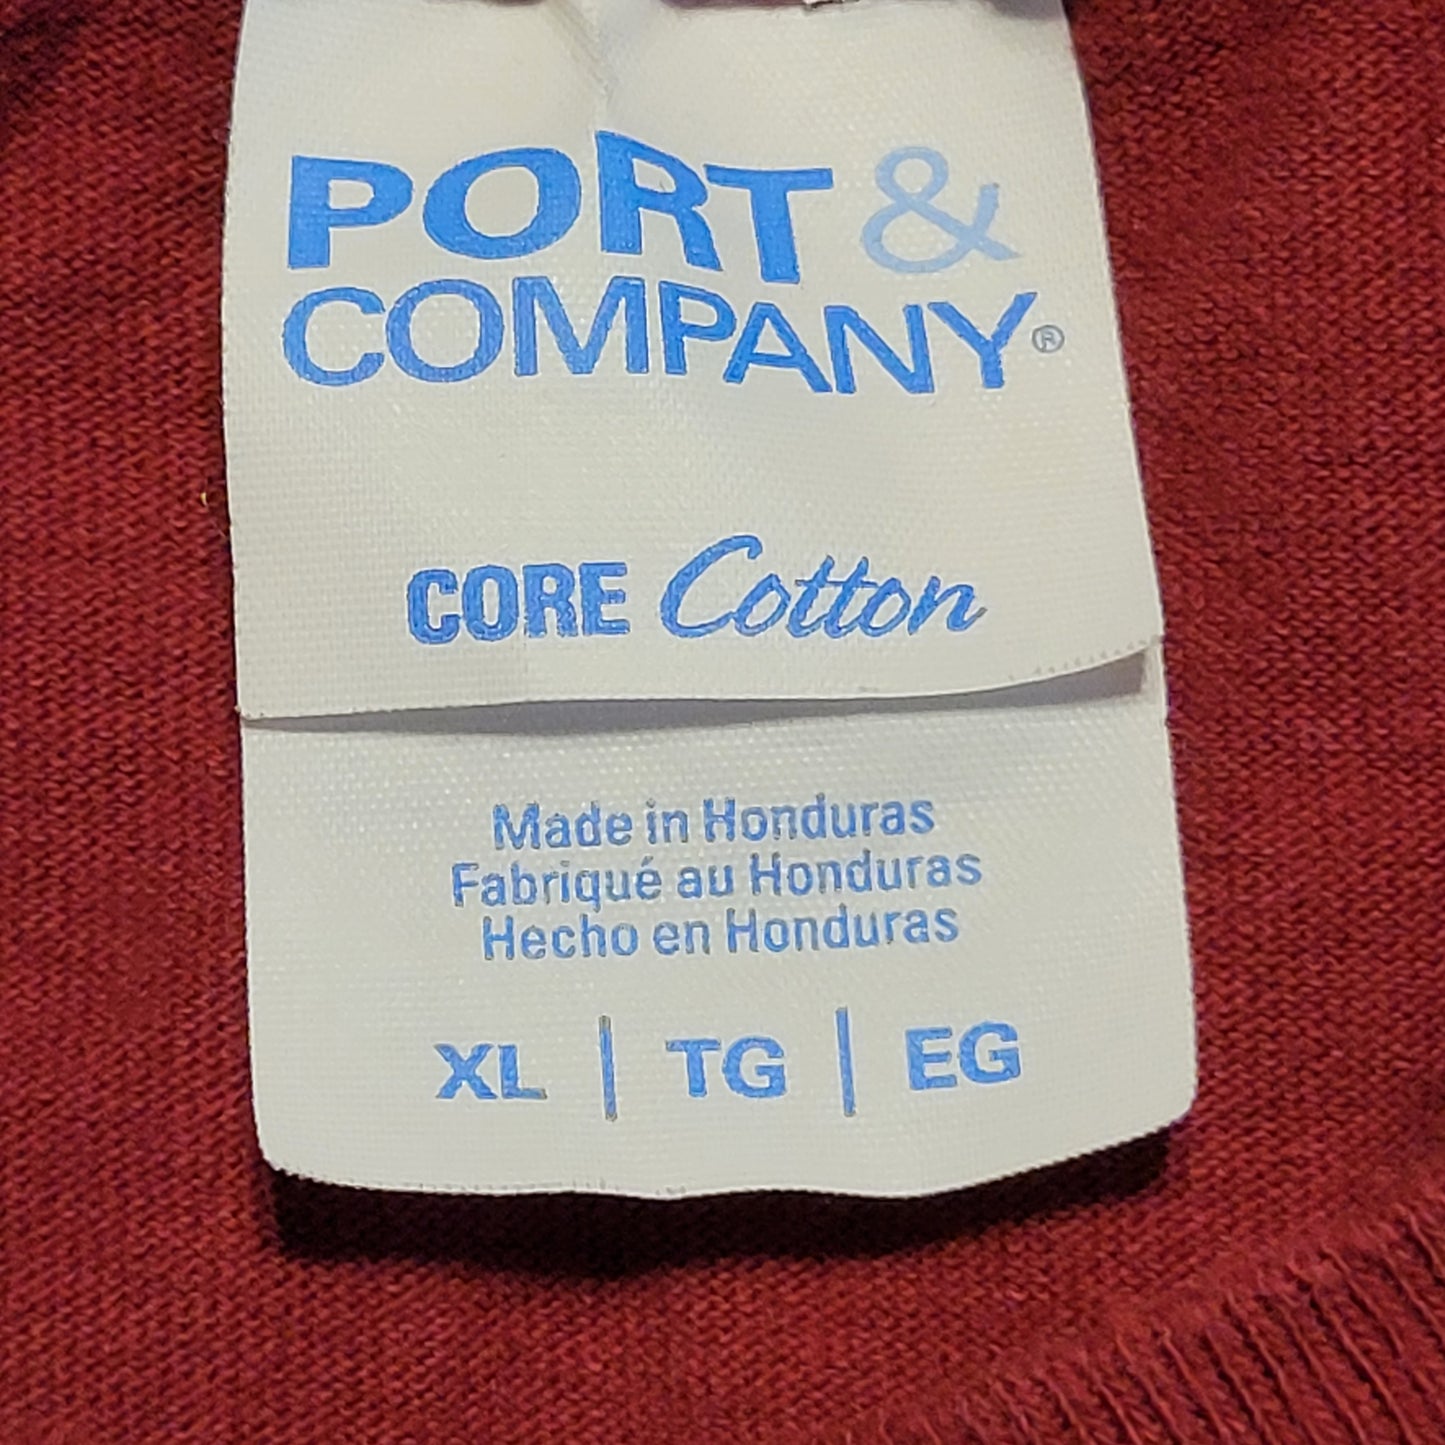 PORT &
COMPANY®
CORE Cotton
Made in Honduras
Fabriqué au Honduras
Hecho en Honduras
XL | TG | EG